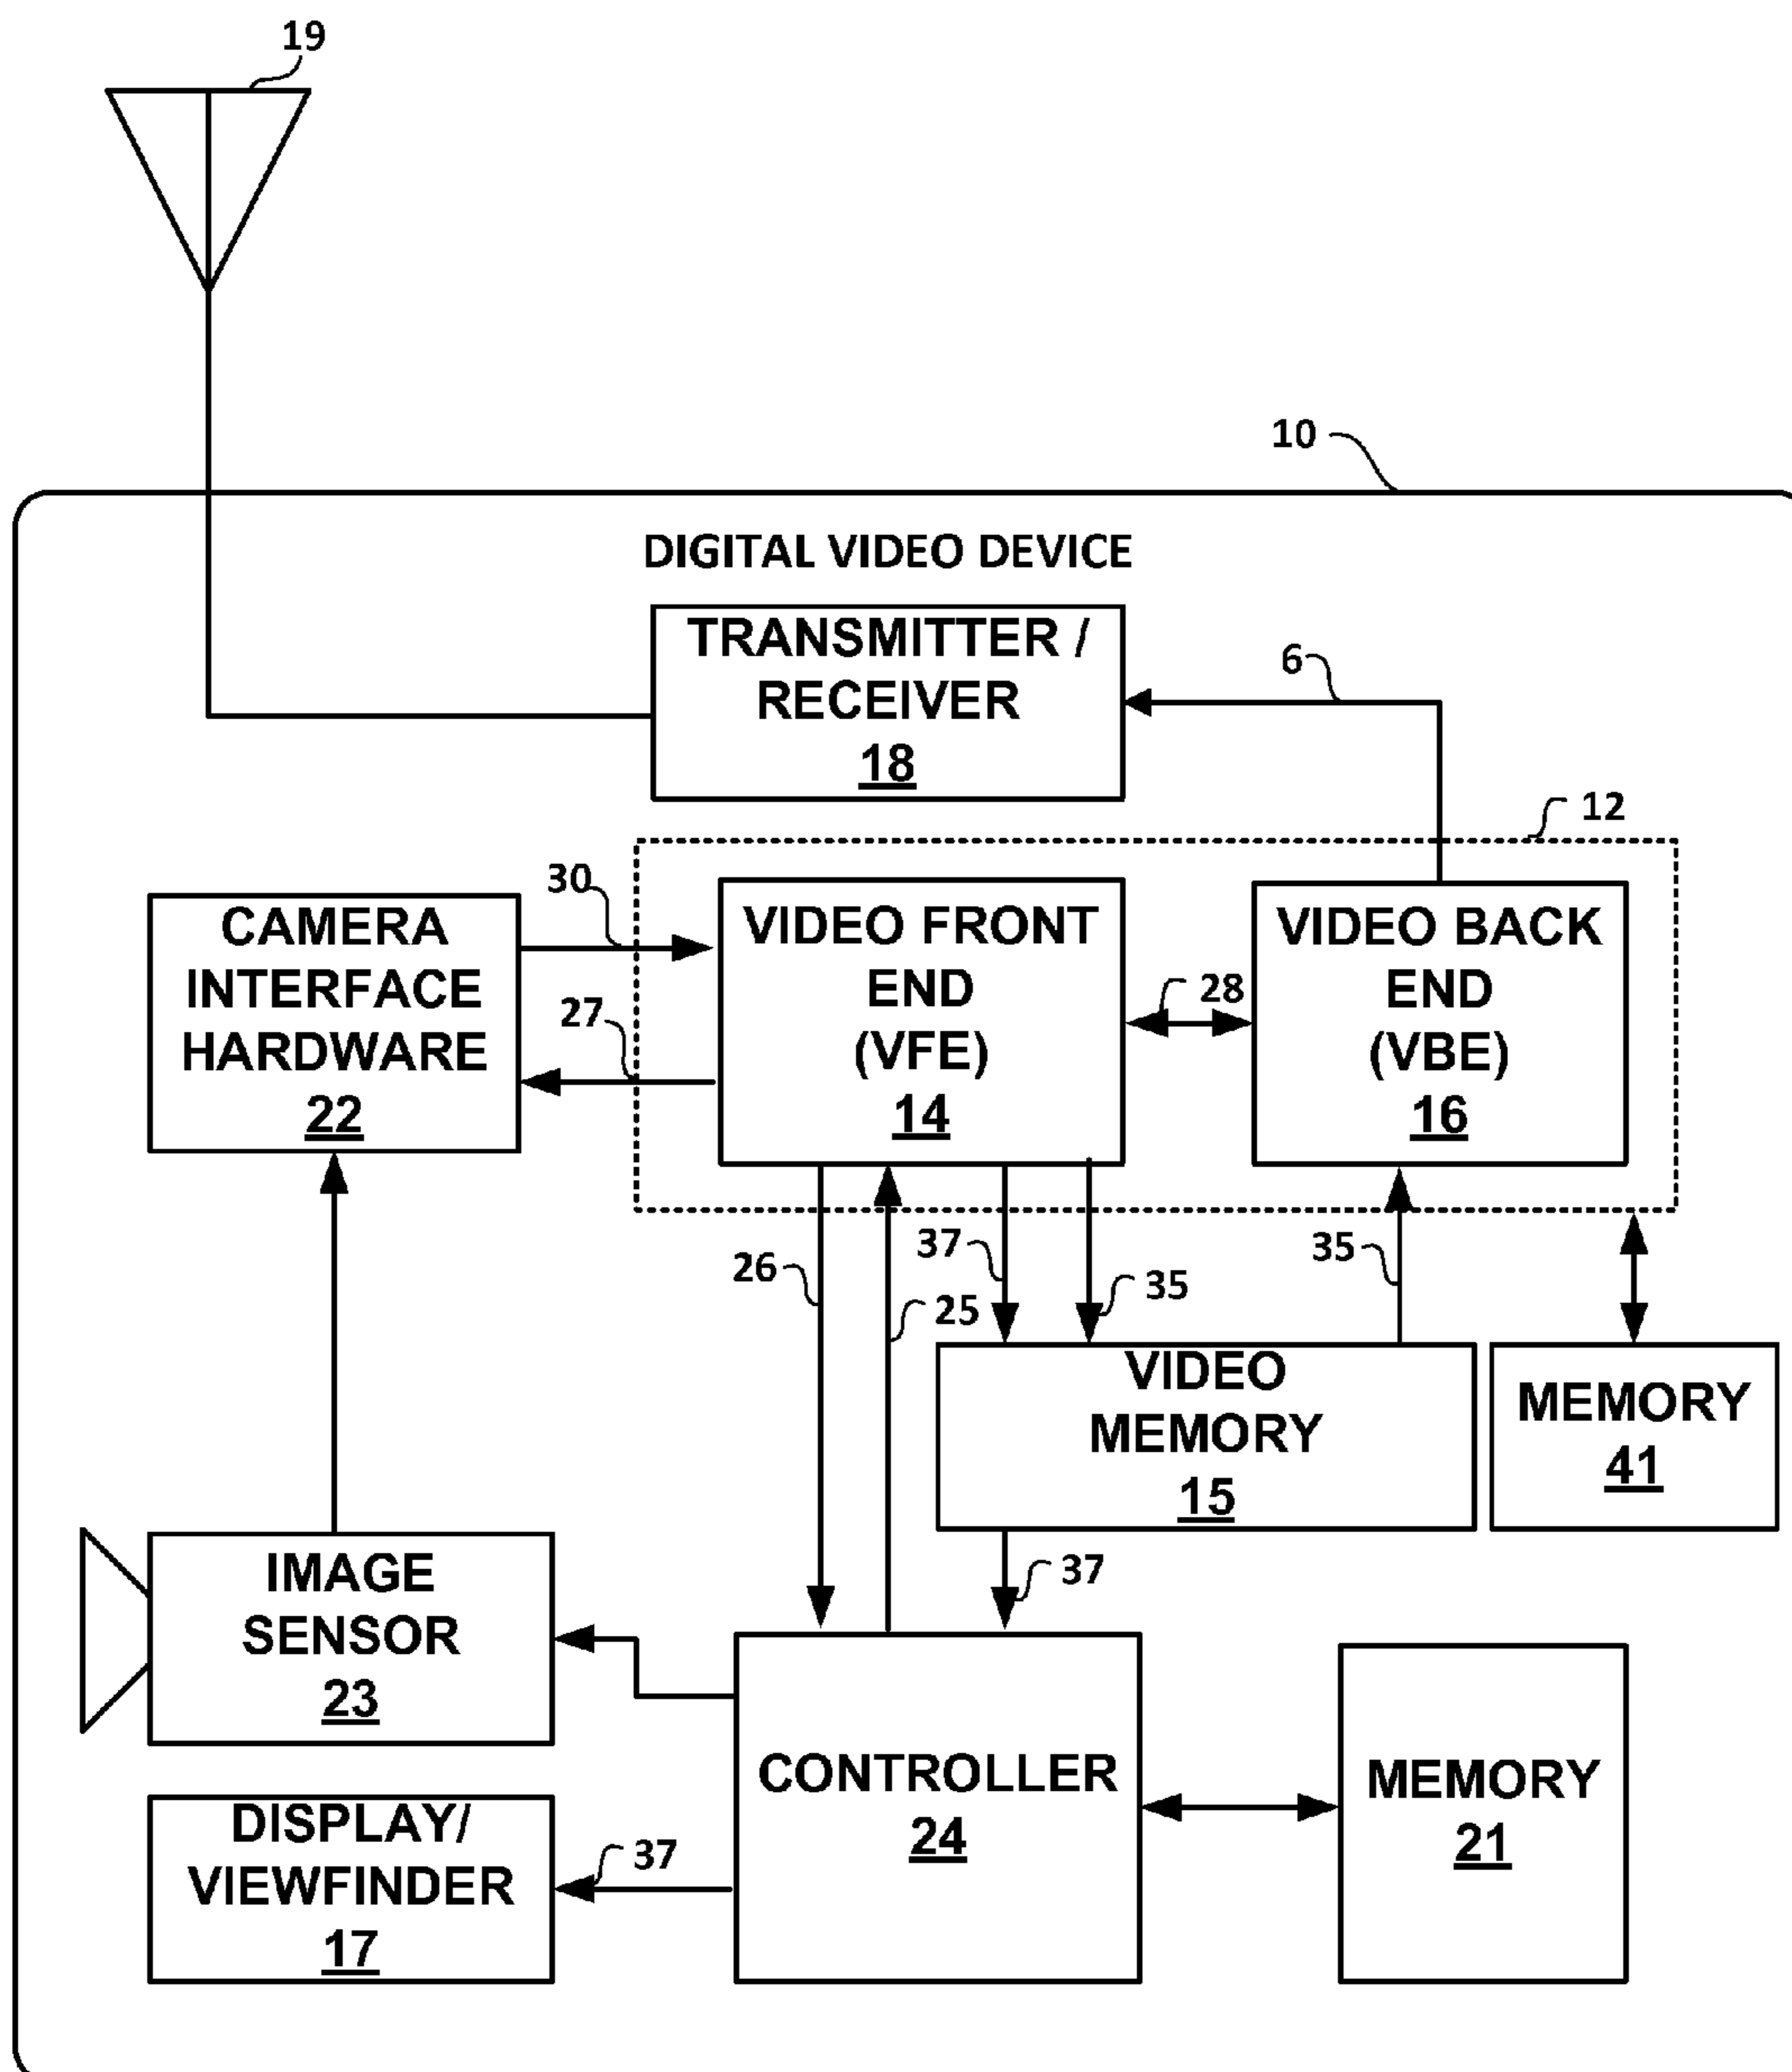 19
10
DIGITAL VIDEO DEVICE
TRANSMITTER /
RECEIVER
18
6
12
CAMERA
INTERFACE
HARDWARE
22
30
27
VIDEO FRONT
END
(VFE)
14
28
VIDEO BACK
END
(VBE)
16
26
25
37
35
35
VIDEO
MEMORY
15
MEMORY
41
37
IMAGE
SENSOR
23
CONTROLLER
24
MEMORY
21
DISPLAY/
VIEWFINDER
17
37